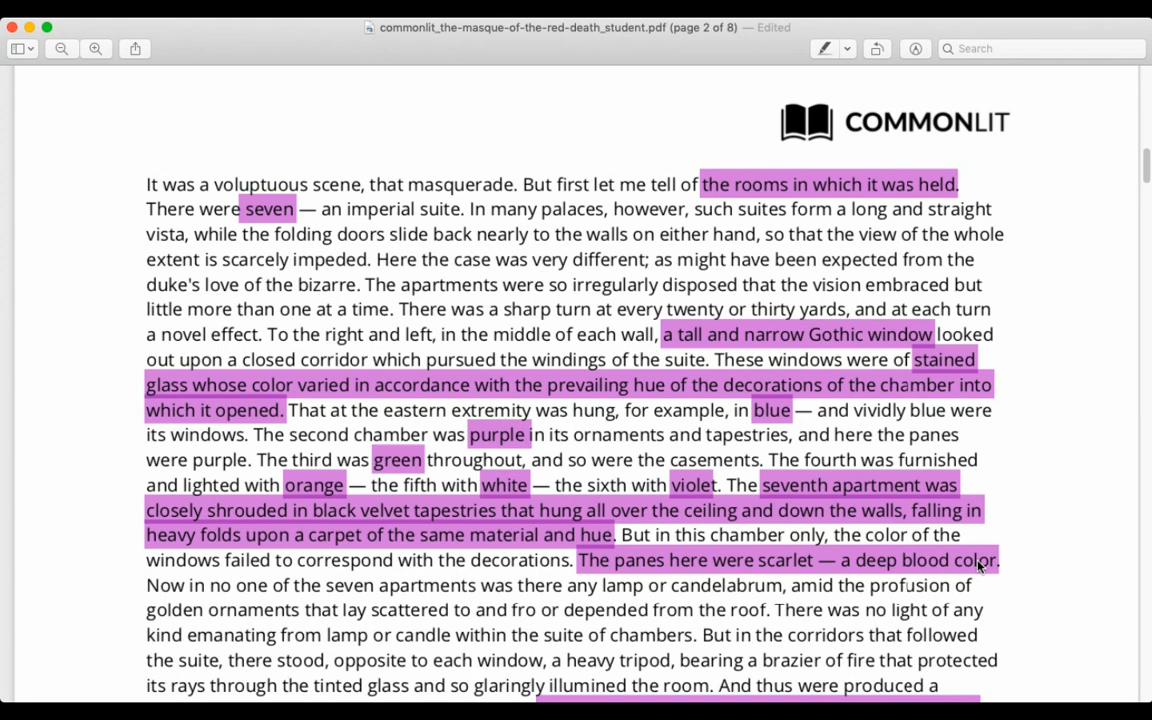 commonlit_the-masque-of-the-red-death_student.pdf (page 2 of 8) — Edited
Search
COMMONLIT
It was a voluptuous scene, that masquerade. But first let me tell of the rooms in which it was held.
There were seven — an imperial suite. In many palaces, however, such suites form a long and straight
vista, while the folding doors slide back nearly to the walls on either hand, so that the view of the whole
extent is scarcely impeded. Here the case was very different; as might have been expected from the
duke's love of the bizarre. The apartments were so irregularly disposed that the vision embraced but
little more than one at a time. There was a sharp turn at every twenty or thirty yards, and at each turn
a novel effect. To the right and left, in the middle of each wall, a tall and narrow Gothic window looked
out upon a closed corridor which pursued the windings of the suite. These windows were of stained
glass whose color varied in accordance with the prevailing hue of the decorations of the chamber into
which it opened. That at the eastern extremity was hung, for example, in blue — and vividly blue were
its windows. The second chamber was purple in its ornaments and tapestries, and here the panes
were purple. The third was green throughout, and so were the casements. The fourth was furnished
and lighted with orange — the fifth with white — the sixth with violet. The seventh apartment was
closely shrouded in black velvet tapestries that hung all over the ceiling and down the walls, falling in
heavy folds upon a carpet of the same material and hue. But in this chamber only, the color of the
windows failed to correspond with the decorations. The panes here were scarlet — a deep blood color.
Now in no one of the seven apartments was there any lamp or candelabrum, amid the profusion of
golden ornaments that lay scattered to and fro or depended from the roof. There was no light of any
kind emanating from lamp or candle within the suite of chambers. But in the corridors that followed
the suite, there stood, opposite to each window, a heavy tripod, bearing a brazier of fire that protected
its rays through the tinted glass and so glaringly illumined the room. And thus were produced a